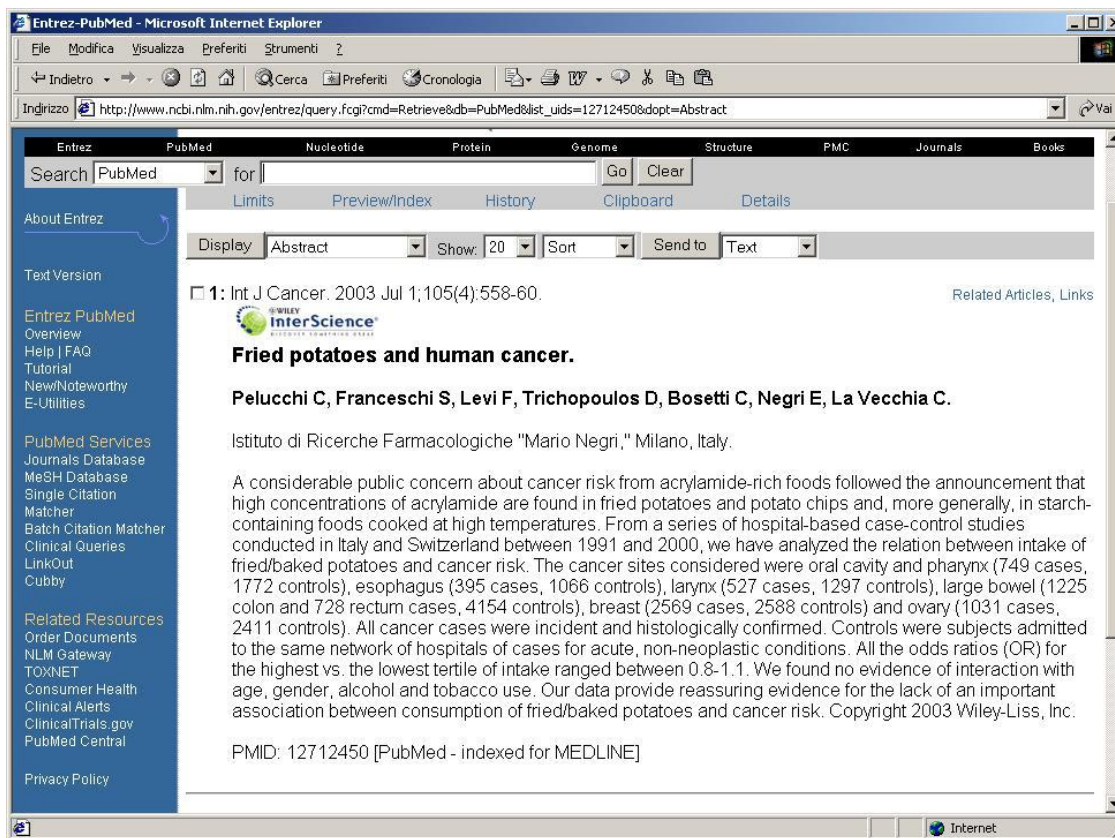 Entrez-PubMed - Microsoft Internet Explorer
File Modifica Visualizza Preferiti Strumenti ?
Indietro Cerca Preferiti Cronologia
Indirizzo http://www.ncbi.nlm.nih.gov/entrez/query.fcgi?cmd=Retrieve&db=PubMed&list_uids=12712450&dopt=Abstract Vai
Entrez PubMed Nucleotide Protein Genome Structure PMC Journals Books
Search PubMed for Go Clear
Limits Preview/Index History Clipboard Details
About Entrez
Display Abstract Show: 20 Sort Send to Text
Text Version
1: Int J Cancer. 2003 Jul 1;105(4):558-60. Related Articles, Links
WILEY
InterScience
DISCOVER SOMETHING GREAT
Fried potatoes and human cancer.
Pelucchi C, Franceschi S, Levi F, Trichopoulos D, Bosetti C, Negri E, La Vecchia C.
Istituto di Ricerche Farmacologiche "Mario Negri," Milano, Italy.
A considerable public concern about cancer risk from acrylamide-rich foods followed the announcement that
high concentrations of acrylamide are found in fried potatoes and potato chips and, more generally, in starch-
containing foods cooked at high temperatures. From a series of hospital-based case-control studies
conducted in Italy and Switzerland between 1991 and 2000, we have analyzed the relation between intake of
fried/baked potatoes and cancer risk. The cancer sites considered were oral cavity and pharynx (749 cases,
1772 controls), esophagus (395 cases, 1066 controls), larynx (527 cases, 1297 controls), large bowel (1225
colon and 728 rectum cases, 4154 controls), breast (2569 cases, 2588 controls) and ovary (1031 cases,
2411 controls). All cancer cases were incident and histologically confirmed. Controls were subjects admitted
to the same network of hospitals of cases for acute, non-neoplastic conditions. All the odds ratios (OR) for
the highest vs. the lowest tertile of intake ranged between 0.8-1.1. We found no evidence of interaction with
age, gender, alcohol and tobacco use. Our data provide reassuring evidence for the lack of an important
association between consumption of fried/baked potatoes and cancer risk. Copyright 2003 Wiley-Liss, Inc.
PMID: 12712450 [PubMed - indexed for MEDLINE]
Entrez PubMed
Overview
Help | FAQ
Tutorial
New/Noteworthy
E-Utilities
PubMed Services
Journals Database
MeSH Database
Single Citation
Matcher
Batch Citation Matcher
Clinical Queries
LinkOut
Cubby
Related Resources
Order Documents
NLM Gateway
TOXNET
Consumer Health
Clinical Alerts
ClinicalTrials.gov
PubMed Central
Privacy Policy
Internet